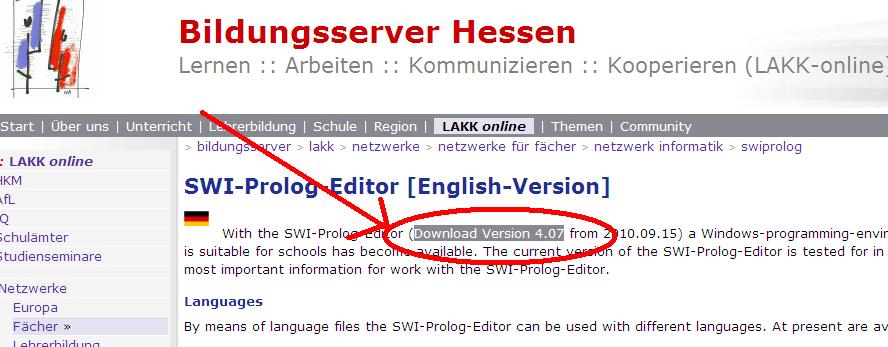 Bildungsserver Hessen
Lernen :: Arbeiten :: Kommunizieren :: Kooperieren (LAKK-online)
Start | Über uns | Unterricht | Lehrerbildung | Schule | Region | LAKK online | Themen | Community
> bildungsserver > lakk > netzwerke > netzwerke für fächer > netzwerk informatik > swiprolog
: LAKK online
HKM
AfL
IQ
Schulämter
Studienseminare
Netzwerke
Europa
Fächer »
Lehrerbildung
SWI-Prolog-Editor [English-Version]
With the SWI-Prolog-Editor (Download Version 4.07 from 2010.09.15) a Windows-programming-envir
is suitable for schools has become available. The current version of the SWI-Prolog-Editor is tested for in
most important information for work with the SWI-Prolog-Editor.
Languages
By means of language files the SWI-Prolog-Editor can be used with different languages. At present are av